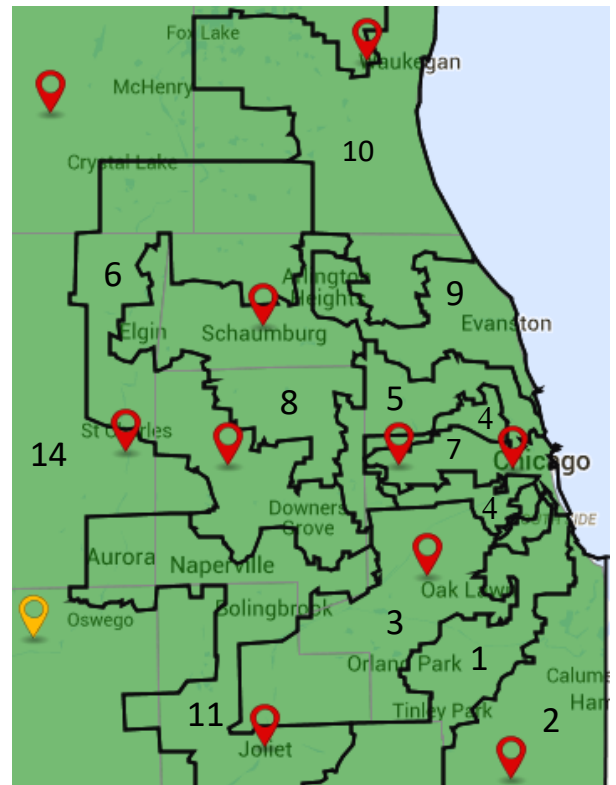 Fox Lake
Waukegan
McHenry
10
Crystal Lake
6
Arlington
Heights
9
Evanston
Elgin
Schaumburg
8
5
4
St Charles
7
14
Chicago
4
SIDE
Downers
Grove
Aurora
Naperville
Oak Lawn
Bolingbrook
Oswego
3
Orland Park
1
Calum
Ham
Tinley Park
11
2
Joliet